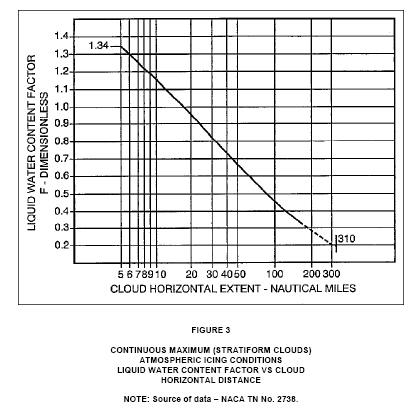 LIQUID WATER CONTENT FACTOR
F - DIMENSIONLESS
1.4
1.34
1.3
1.2
1.1
1.0
0.9
0.8
0.7
0.6
0.5
0.4
0.3
0.2
310
5 6 7 8 9 10 20 30 40 50 100 200 300
CLOUD HORIZONTAL EXTENT - NAUTICAL MILES
FIGURE 3
CONTINUOUS MAXIMUM (STRATIFORM CLOUDS)
ATMOSPHERIC ICING CONDITIONS
LIQUID WATER CONTENT FACTOR VS CLOUD
HORIZONTAL DISTANCE
NOTE: Source of data – NACA TN No. 2738.